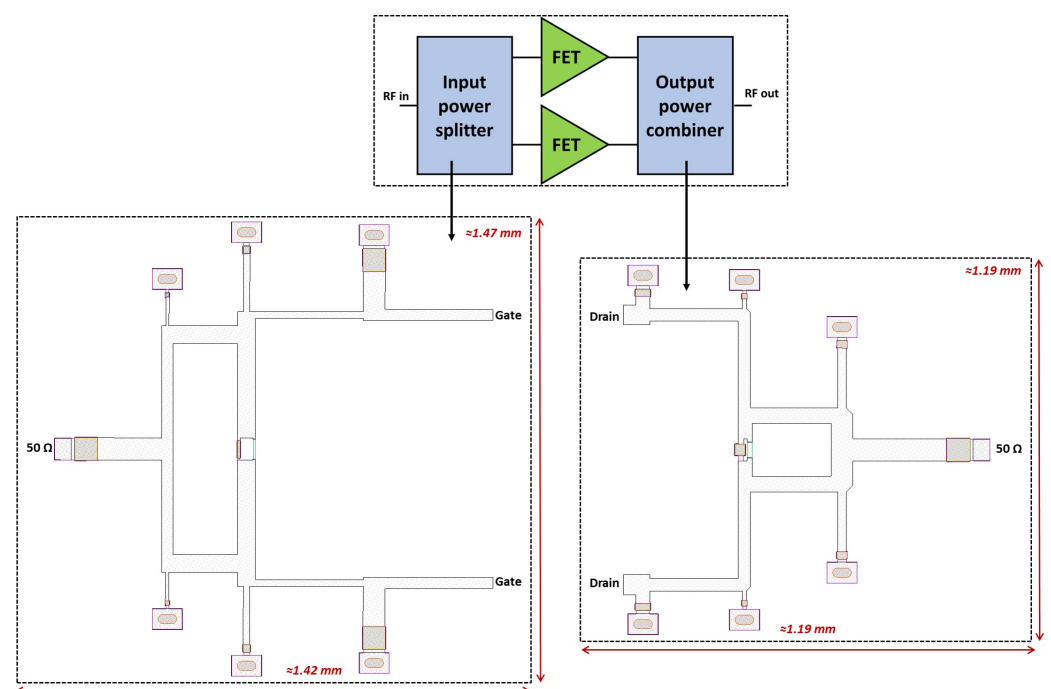 FET
Input
power
splitter
Output
power
combiner
RF in
RF out
FET
≈1.47 mm
≈1.19 mm
Gate
Drain
50 Ω
50 Ω
Gate
Drain
≈1.19 mm
≈1.42 mm